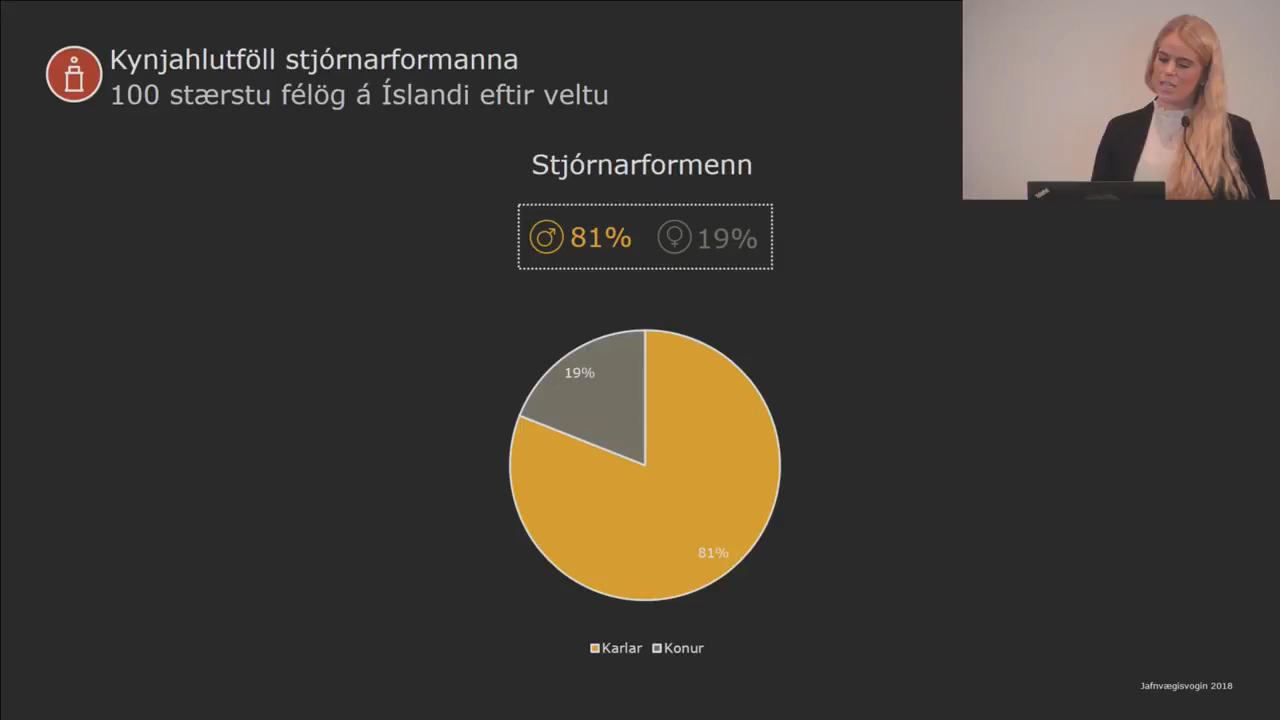 Kynjahlutföll stjórnarformanna
100 stærstu félög á Íslandi eftir veltu
Stjórnarformenn
81% 19%
19%
81%
Karlar Konur
Jafnvægisvogin 2018